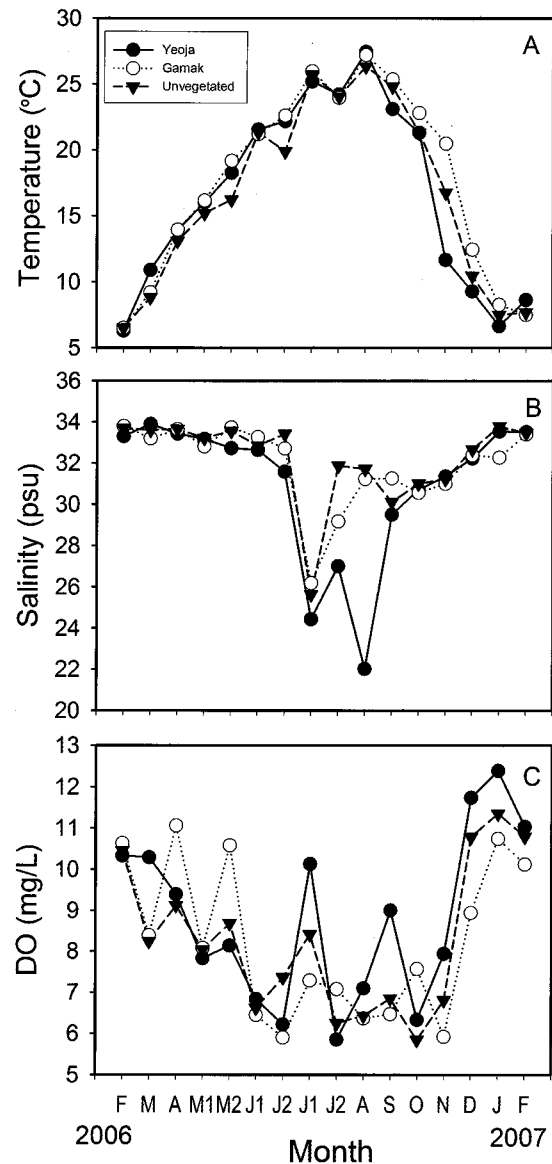 30
A
Yeoja
Gamak
Unvegetated
25
20
15
10
5
Temperature (°C)
36
B
34
32
30
28
26
24
22
20
Salinity (psu)
13
C
12
11
10
9
8
7
6
5
DO (mg/L)
F M A M1 M2 J1 J2 J1 J2 A S O N D J F
2006 2007
Month